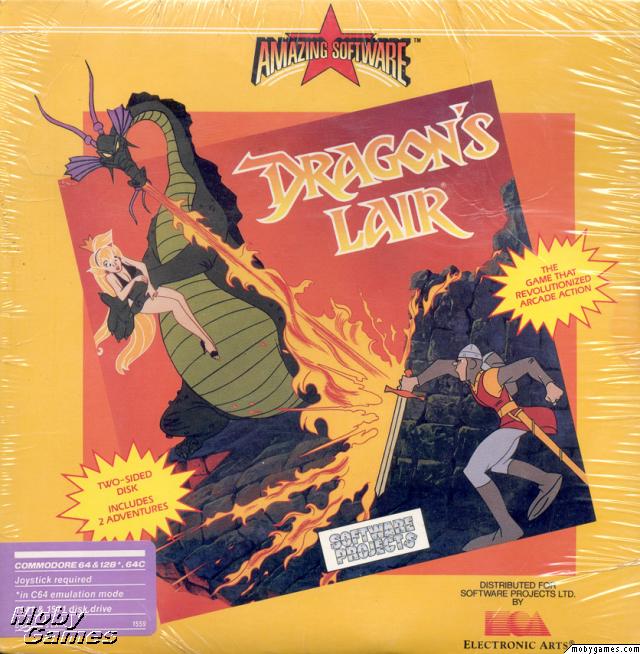 AMAZING SOFTWARE™
DRAGON'S
LAIR®
THE
GAME THAT
REVOLUTIONIZED
ARCADE ACTION
TWO-SIDED
DISK
INCLUDES
2 ADVENTURES
SOFTWARE
PROJECTS
COMMODORE 64 & 128*, 64C
Joystick required
*in C64 emulation mode
disk drive
1559
Moby
Games
DISTRIBUTED FOR
SOFTWARE PROJECTS LTD.
BY
ELECTRONIC ARTS®
mobygames.com